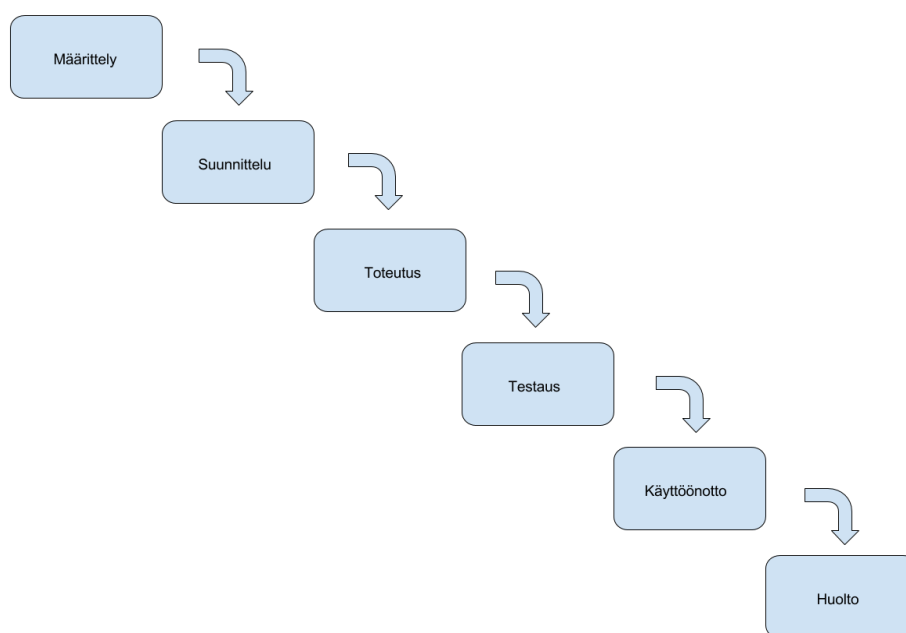 Määrittely
Suunnittelu
Toteutus
Testaus
Käyttöönotto
Huolto